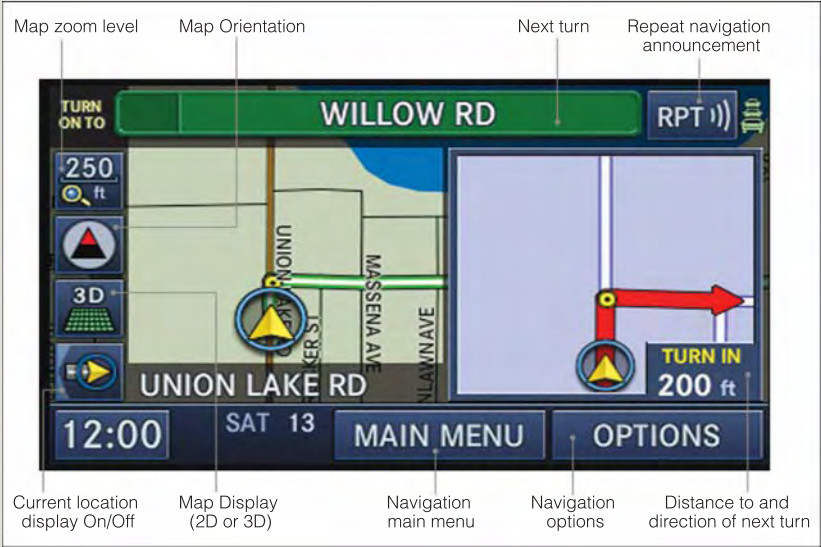 Map zoom level
Map Orientation
Next turn
Repeat navigation
announcement
TURN
ON TO
WILLOW RD
RPT
250
ft
3D
UNION LAKE RD
MASSENA AVE
TURN IN
200 ft
UNION LAKE RD
12:00
SAT 13
MAIN MENU
OPTIONS
Current location
display On/Off
Map Display
(2D or 3D)
Navigation
main menu
Navigation
options
Distance to and
direction of next turn